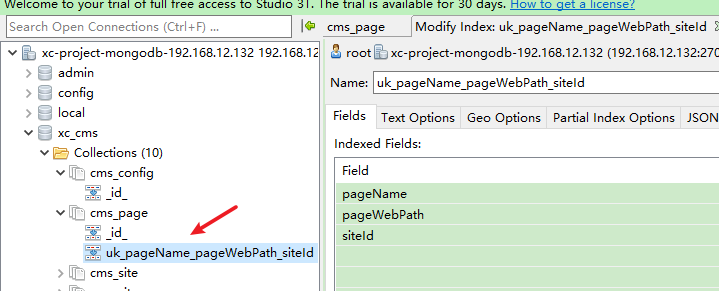 Welcome to your trial of full free access to Studio 3T. The trial is available for 30 days. How to get a license?
Search Open Connections (Ctrl+F) ...
cms_page
Modify Index: uk_pageName_pageWebPath_siteId
xc-project-mongodb-192.168.12.132 192.168.12
admin
config
local
xc_cms
Collections (10)
cms_config
_id_
cms_page
_id_
uk_pageName_pageWebPath_siteId
cms_site
root
xc-project-mongodb-192.168.12.132 (192.168.12.132:270
Name:
uk_pageName_pageWebPath_siteId
Fields
Text Options
Geo Options
Partial Index Options
JSON
Indexed Fields:
Field
pageName
pageWebPath
siteId